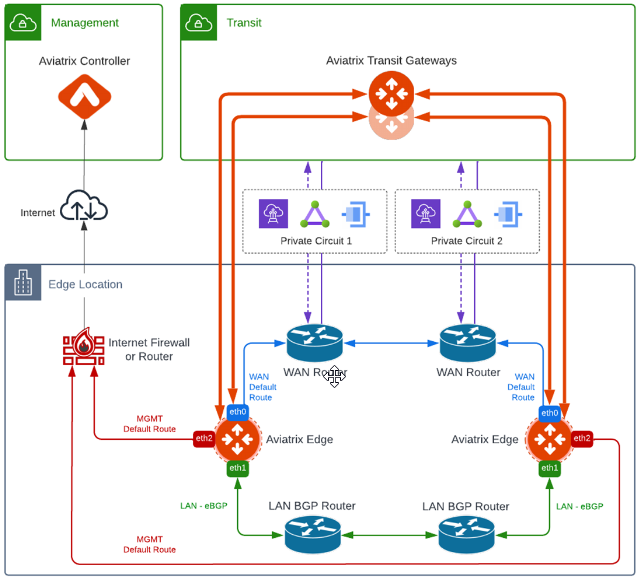 Management
Transit
Aviatrix Controller
Aviatrix Transit Gateways
Internet
Private Circuit 1
Private Circuit 2
Edge Location
Internet Firewall
or Router
WAN Router
WAN Router
WAN
Default
Route
WAN
Default
Route
MGMT
Default Route
eth0
eth0
eth2
Aviatrix Edge
Aviatrix Edge
eth2
eth1
eth1
LAN - eBGP
LAN BGP Router
LAN BGP Router
LAN - eBGP
MGMT
Default Route